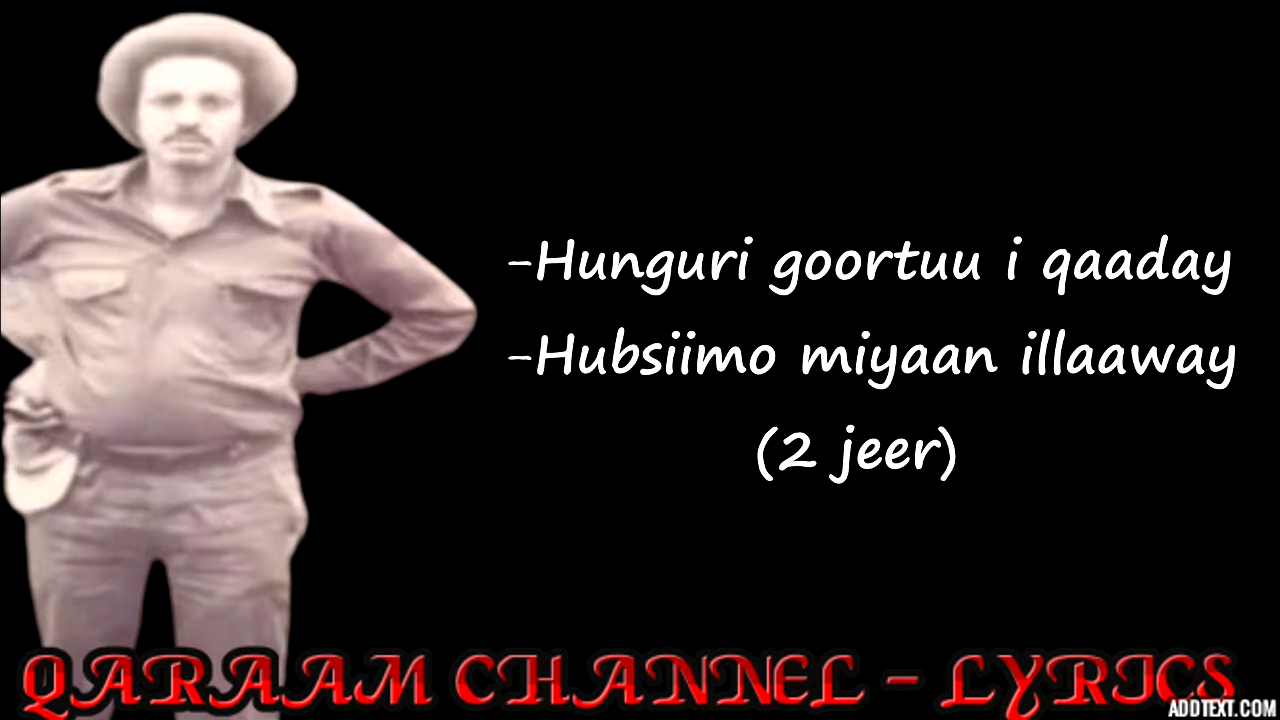 -Hunguri goortuu i qaaday
-Hubsiimo miyaan illaaway
(2 jeer)
QARAAM CHANNEL - LYRICS
ADDTEXT.COM